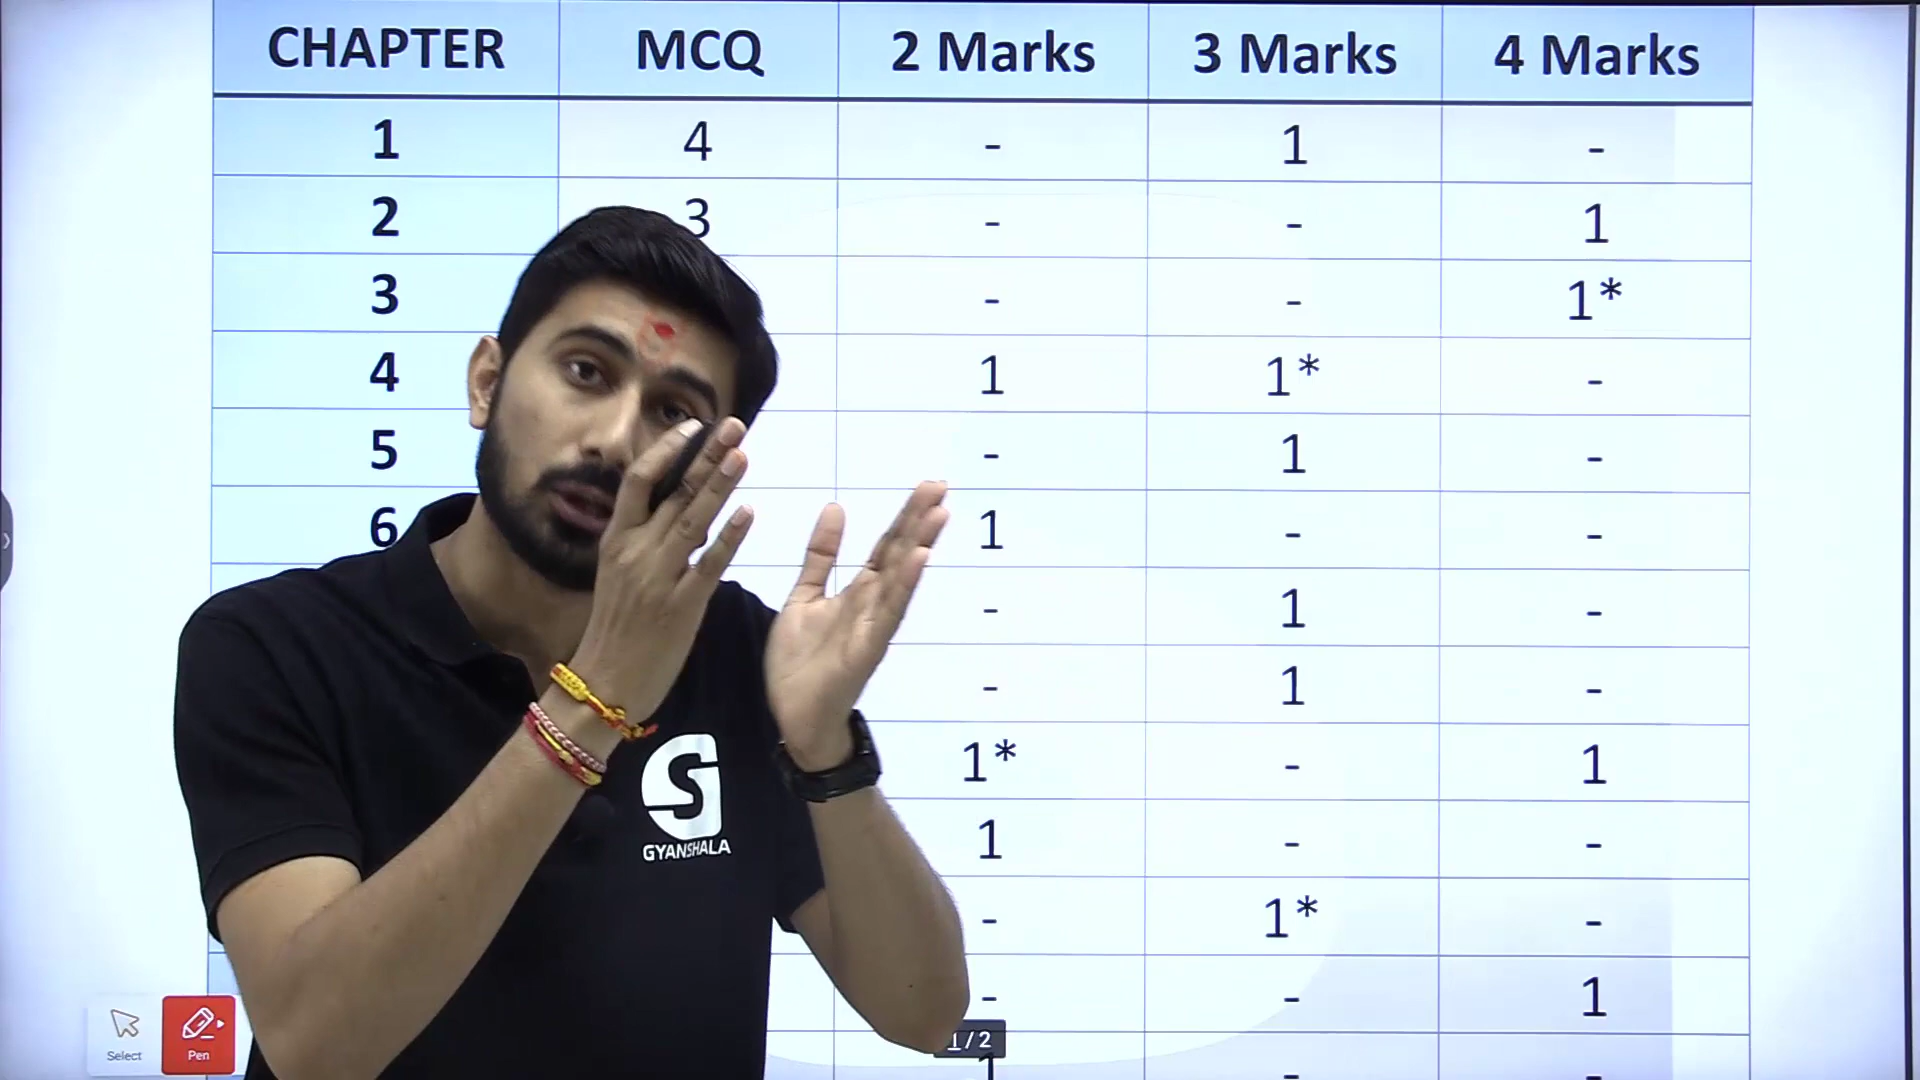 CHAPTER MCQ 2 Marks 3 Marks 4 Marks
1 4 - 1 -
2 3 - - 1
3 - - 1*
4 1 1* -
5 - 1 -
6 1 - -
- 1 -
- 1 -
1* - 1
1 - -
- 1* -
- - 1
1 - -
S
GYANSHALA
Select
Pen
1/2